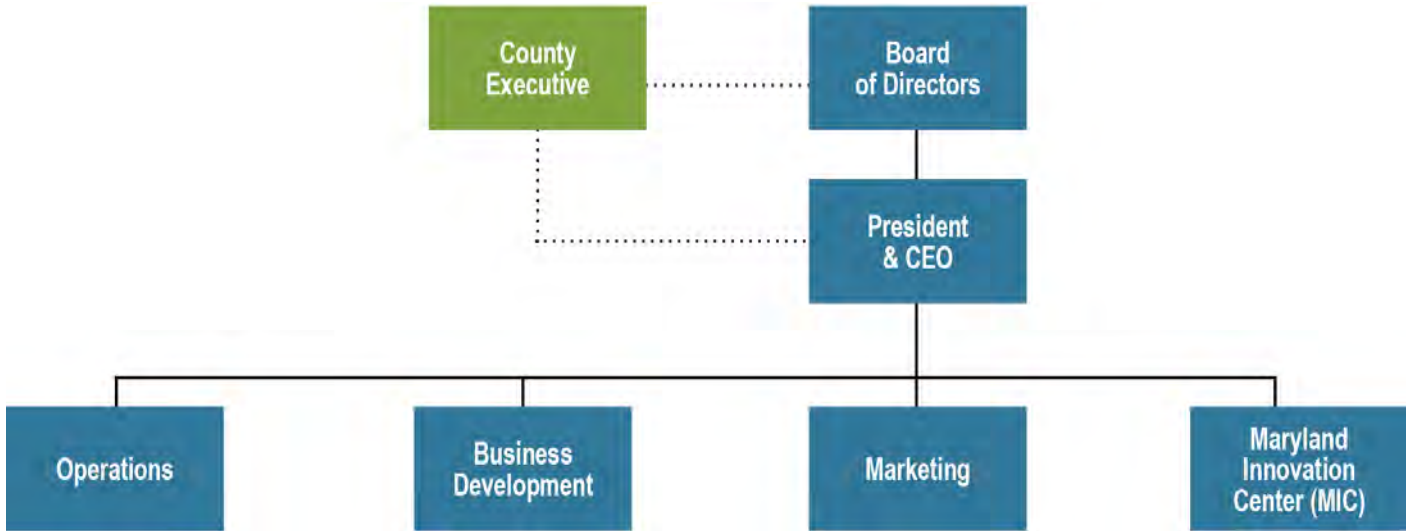 County
Executive
Board
of Directors
President
& CEO
Operations
Business
Development
Marketing
Maryland
Innovation
Center (MIC)